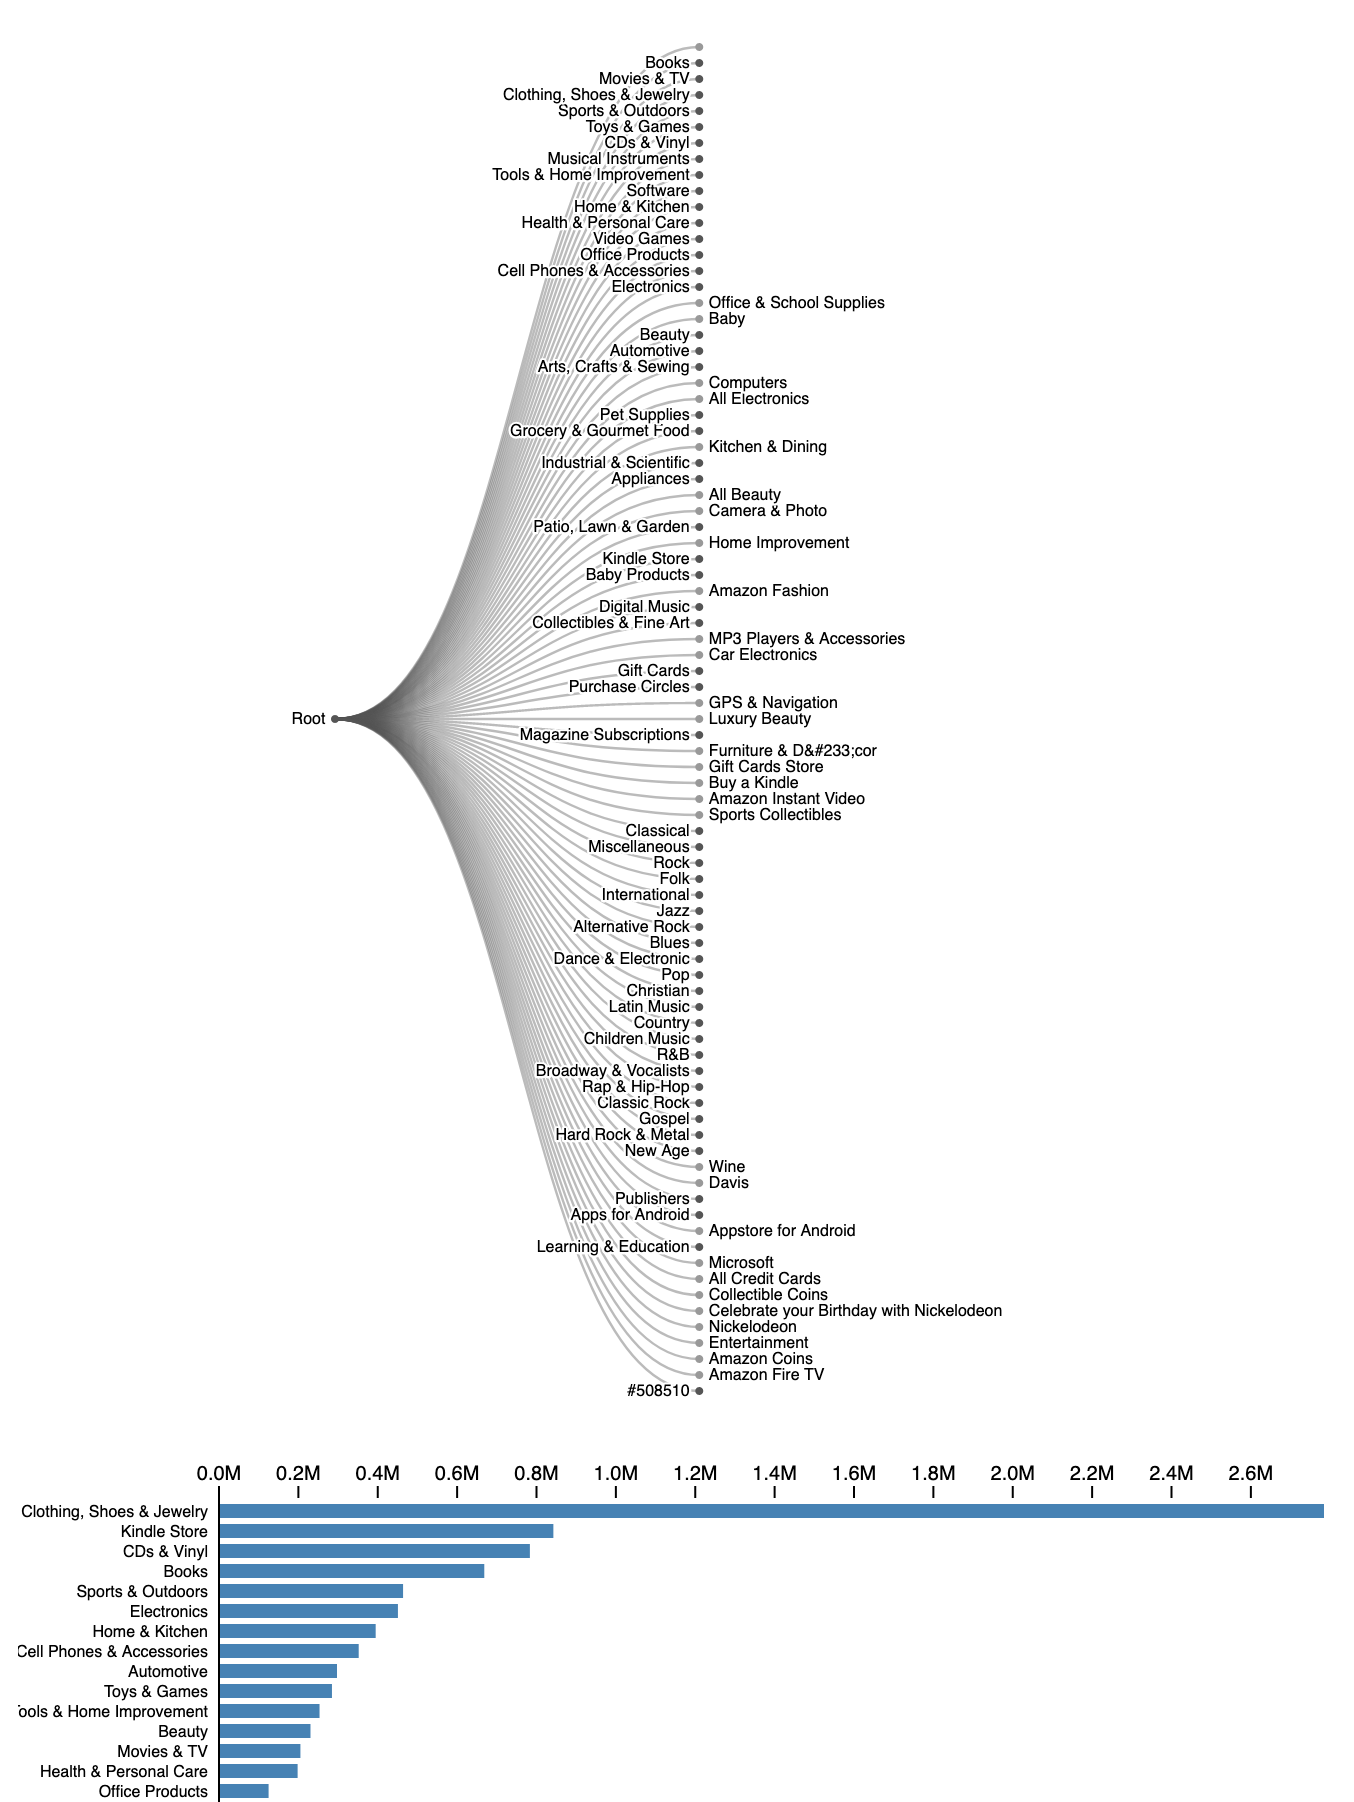 Books
Movies & TV
Clothing, Shoes & Jewelry
Sports & Outdoors
Toys & Games
CDs & Vinyl
Musical Instruments
Tools & Home Improvement
Software
Home & Kitchen
Health & Personal Care
Video Games
Office Products
Cell Phones & Accessories
Electronics
Office & School Supplies
Baby
Beauty
Automotive
Arts, Crafts & Sewing
Computers
All Electronics
Pet Supplies
Grocery & Gourmet Food
Kitchen & Dining
Industrial & Scientific
Appliances
All Beauty
Camera & Photo
Patio, Lawn & Garden
Home Improvement
Kindle Store
Baby Products
Amazon Fashion
Digital Music
Collectibles & Fine Art
MP3 Players & Accessories
Car Electronics
Gift Cards
Purchase Circles
GPS & Navigation
Root
Luxury Beauty
Magazine Subscriptions
Furniture & D&#233;cor
Gift Cards Store
Buy a Kindle
Amazon Instant Video
Sports Collectibles
Classical
Miscellaneous
Rock
Folk
International
Jazz
Alternative Rock
Blues
Dance & Electronic
Pop
Christian
Latin Music
Country
Children Music
R&B
Broadway & Vocalists
Rap & Hip-Hop
Classic Rock
Gospel
Hard Rock & Metal
New Age
Wine
Davis
Publishers
Apps for Android
Appstore for Android
Learning & Education
Microsoft
All Credit Cards
Collectible Coins
Celebrate your Birthday with Nickelodeon
Nickelodeon
Entertainment
Amazon Coins
Amazon Fire TV
#508510
0.0M 0.2M 0.4M 0.6M 0.8M 1.0M 1.2M 1.4M 1.6M 1.8M 2.0M 2.2M 2.4M 2.6M
Clothing, Shoes & Jewelry
Kindle Store
CDs & Vinyl
Books
Sports & Outdoors
Electronics
Home & Kitchen
Cell Phones & Accessories
Automotive
Toys & Games
ools & Home Improvement
Beauty
Movies & TV
Health & Personal Care
Office Products